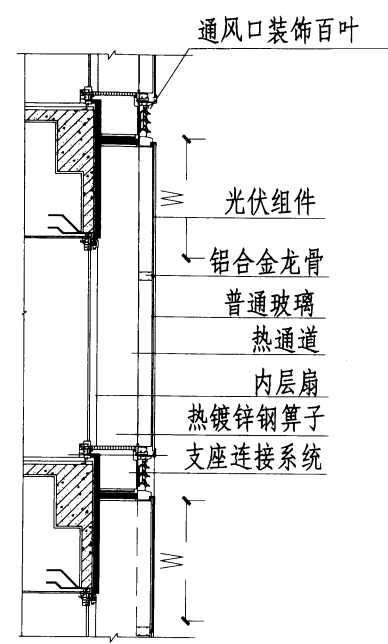 通风口装饰百叶
W
光伏组件
铝合金龙骨
普通玻璃
热通道
内层扇
热镀锌钢箅子
支座连接系统
W